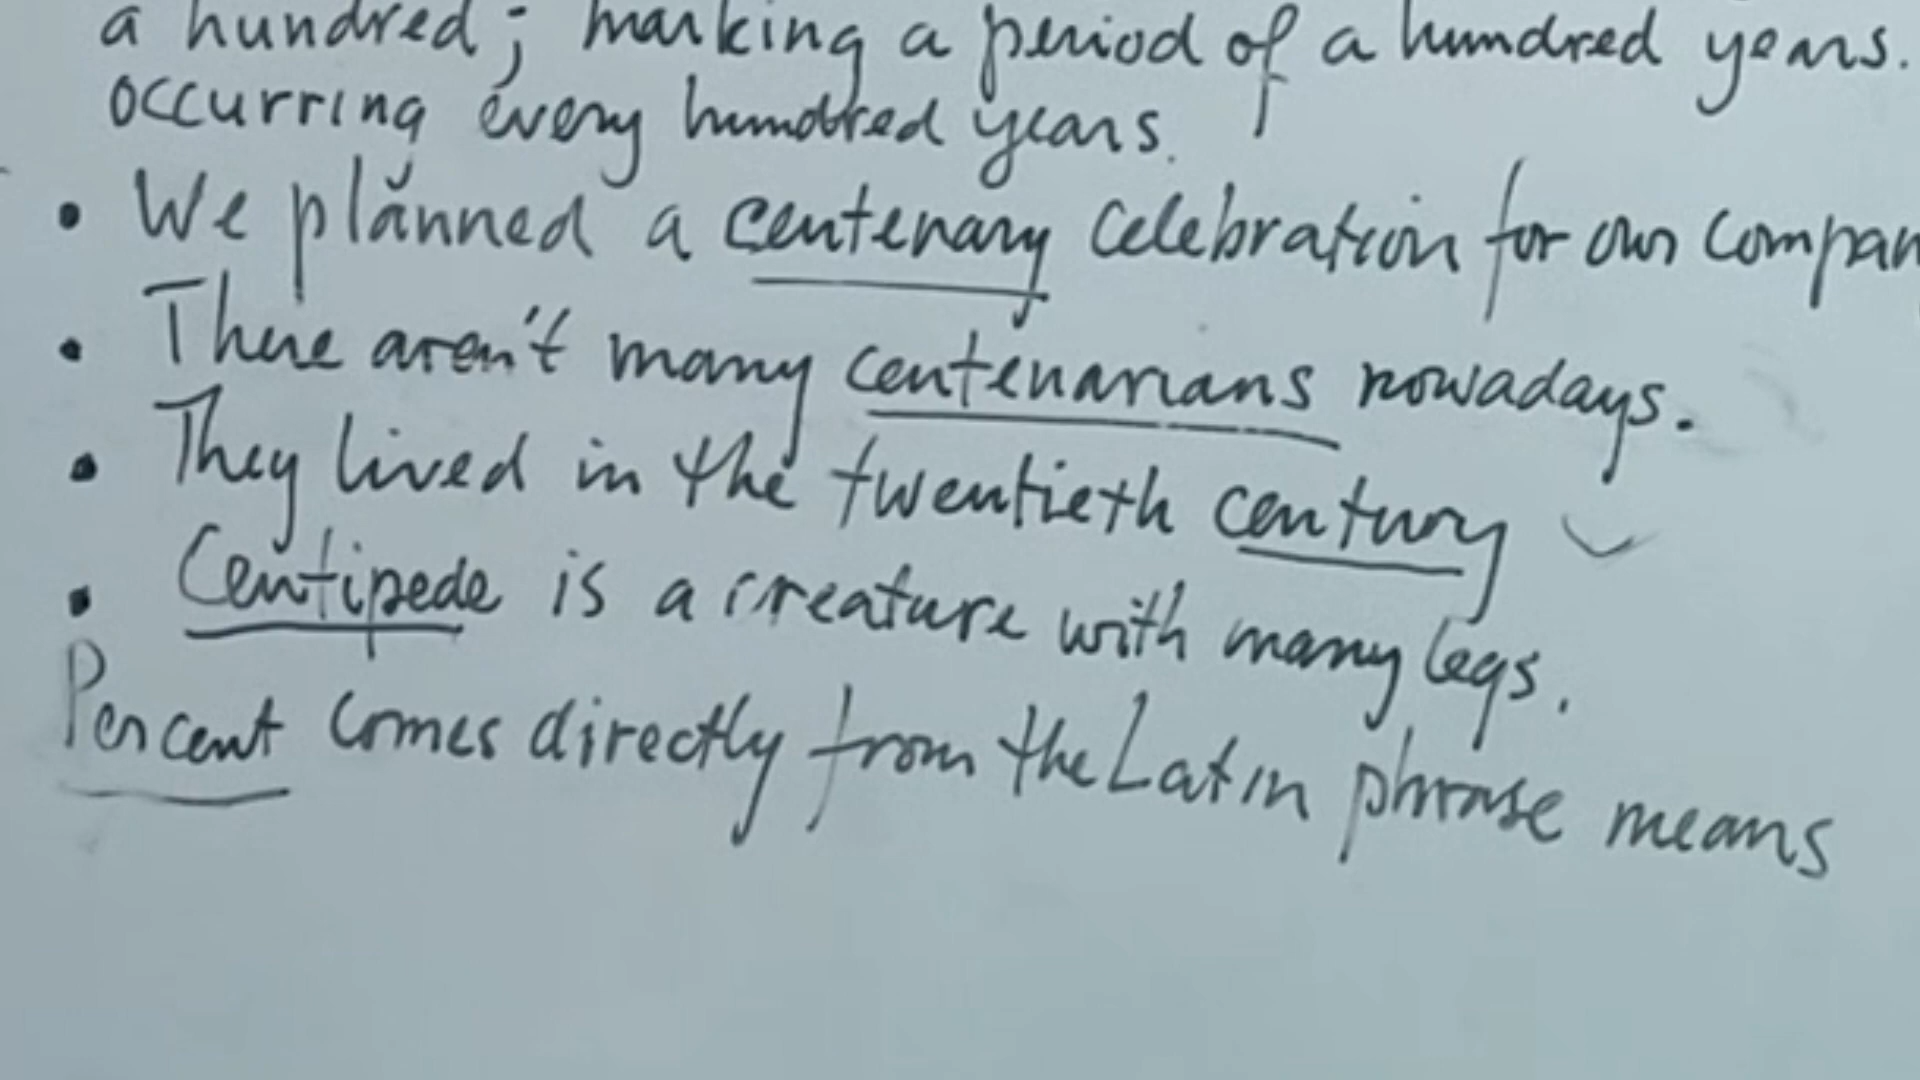 a hundred; marking a period of a hundred years.
occurring every hundred years.
• We planned a centenary celebration for our compan
• There aren't many centenarians nowadays.
• They lived in the twentieth century
• Centipede is a creature with many legs.
Percent comes directly from the Latin phrase means